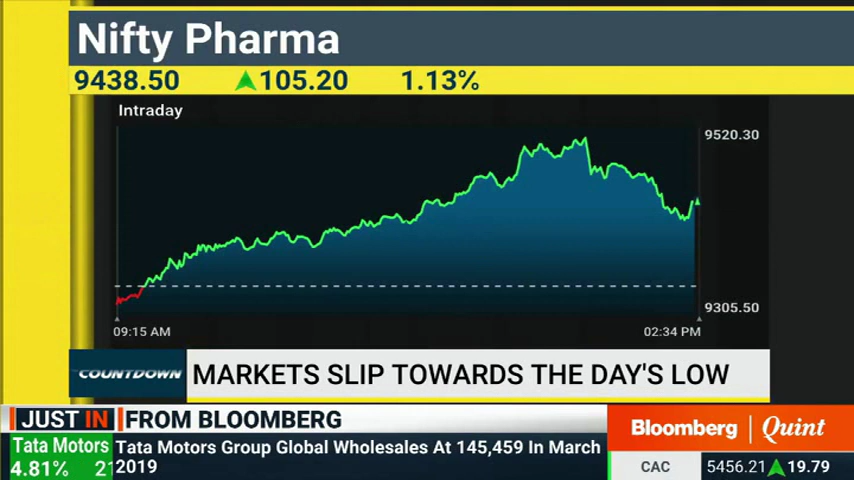 Nifty Pharma
9438.50 105.20 1.13%
Intraday
9520.30
9305.50
09:15 AM 02:34 PM
COUNTDOWN MARKETS SLIP TOWARDS THE DAY'S LOW
JUST IN FROM BLOOMBERG
Bloomberg | Quint
Tata Motors Tata Motors Group Global Wholesales At 145,459 In March
4.81% 2019
CAC 5456.21 19.79